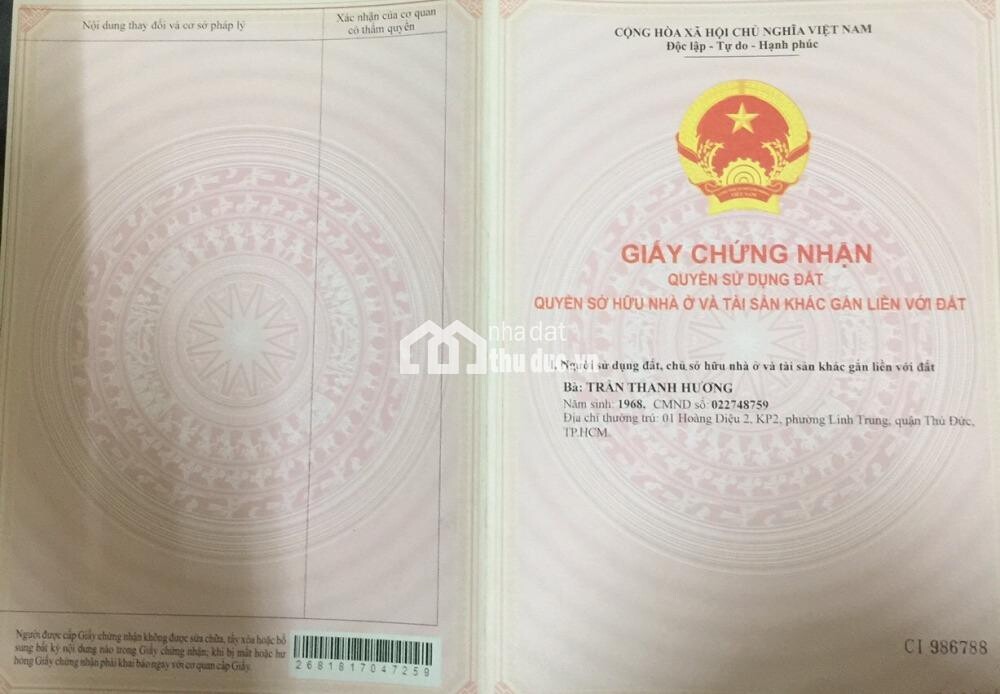 Nội dung thay đổi và cơ sở pháp lý
Xác nhận của cơ quan
có thẩm quyền
Người được cấp Giấy chứng nhận không được sửa chữa, tẩy xóa hoặc bổ
sung bất kỳ nội dung nào trong Giấy chứng nhận; khi bị mất hoặc hư
hỏng Giấy chứng nhận phải khai báo ngay với cơ quan cấp Giấy.
2681817047259
CỘNG HÒA XÃ HỘI CHỦ NGHĨA VIỆT NAM
Độc lập - Tự do - Hạnh phúc
VIỆT NAM
GIẤY CHỨNG NHẬN
QUYỀN SỬ DỤNG ĐẤT
QUYỀN SỞ HỮU NHÀ Ở VÀ TÀI SẢN KHÁC GẮN LIỀN VỚI ĐẤT
nhadat
thuduc.vn
I. Người sử dụng đất, chủ sở hữu nhà ở và tài sản khác gắn liền với đất
Bà: TRẦN THANH HƯƠNG
Năm sinh: 1968, CMND số: 022748759
Địa chỉ thường trú: 01 Hoàng Diệu 2, KP2, phường Linh Trung, quận Thủ Đức,
TP.HCM.
CI 986788